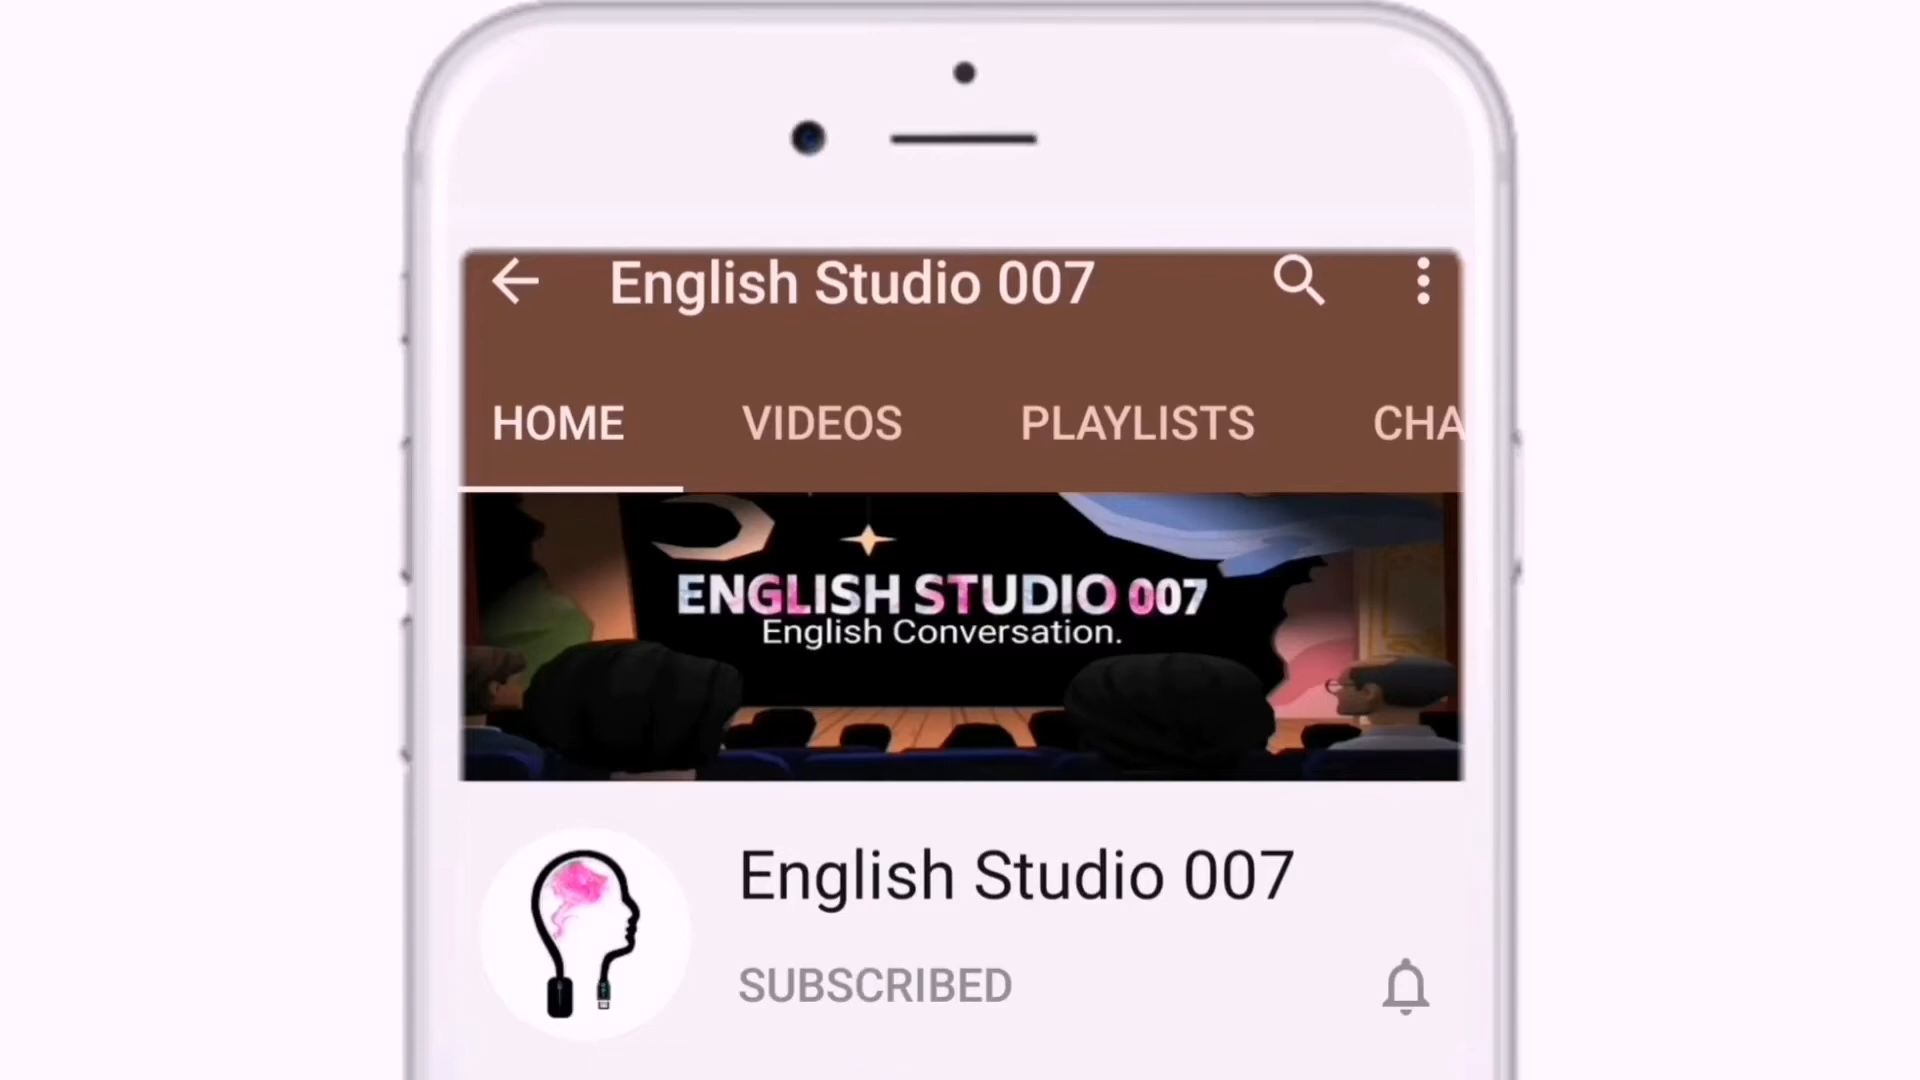 English Studio 007
HOME VIDEOS PLAYLISTS CHA
ENGLISH STUDIO 007
English Conversation.
English Studio 007
SUBSCRIBED